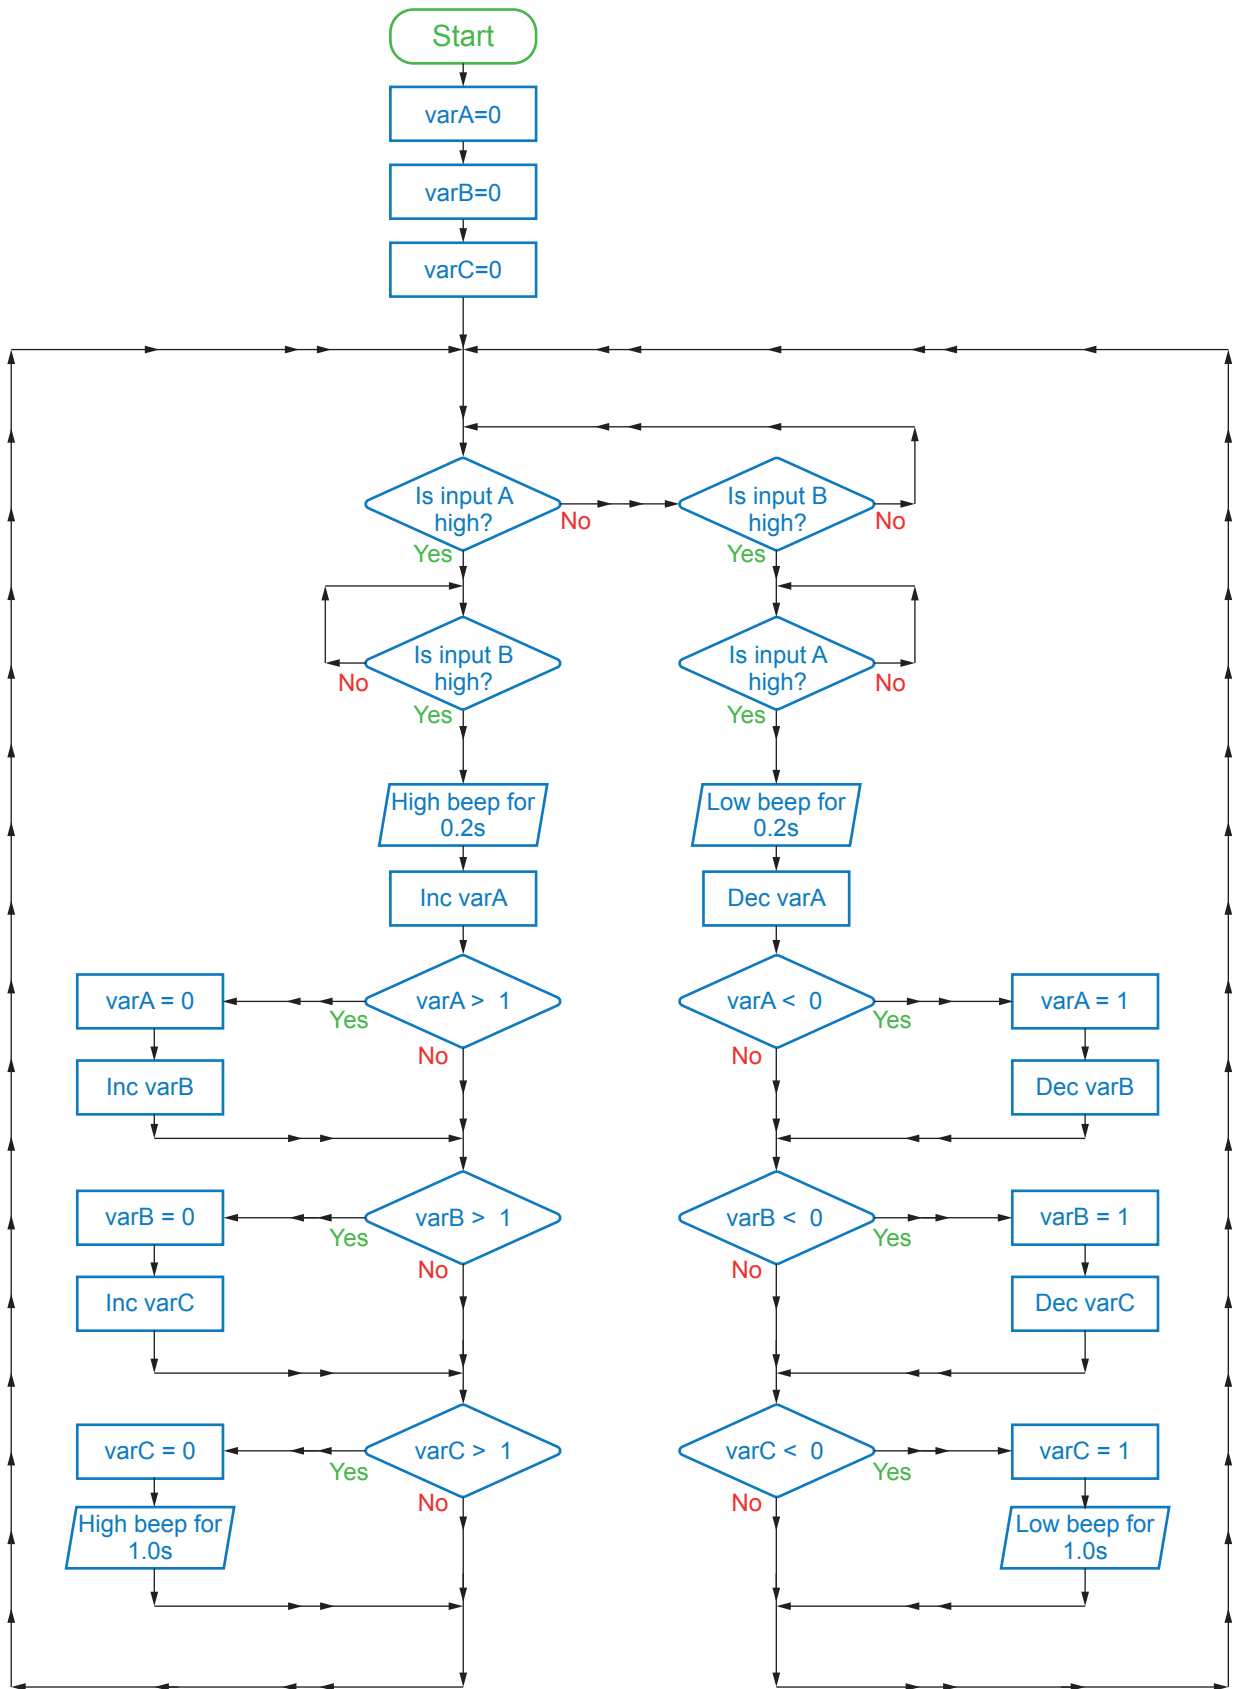 Start
varA=0
varB=0
varC=0
Is input A
high?
No
Yes
Is input B
high?
No
Yes
Is input B
high?
No
Yes
Is input A
high?
No
Yes
High beep for
0.2s
Low beep for
0.2s
Inc varA
Dec varA
varA = 0
Yes
varA > 1
No
varA < 0
Yes
No
varA = 1
Inc varB
Dec varB
varB = 0
Yes
varB > 1
No
varB < 0
Yes
No
varB = 1
Inc varC
Dec varC
varC = 0
Yes
varC > 1
No
varC < 0
Yes
No
varC = 1
High beep for
1.0s
Low beep for
1.0s